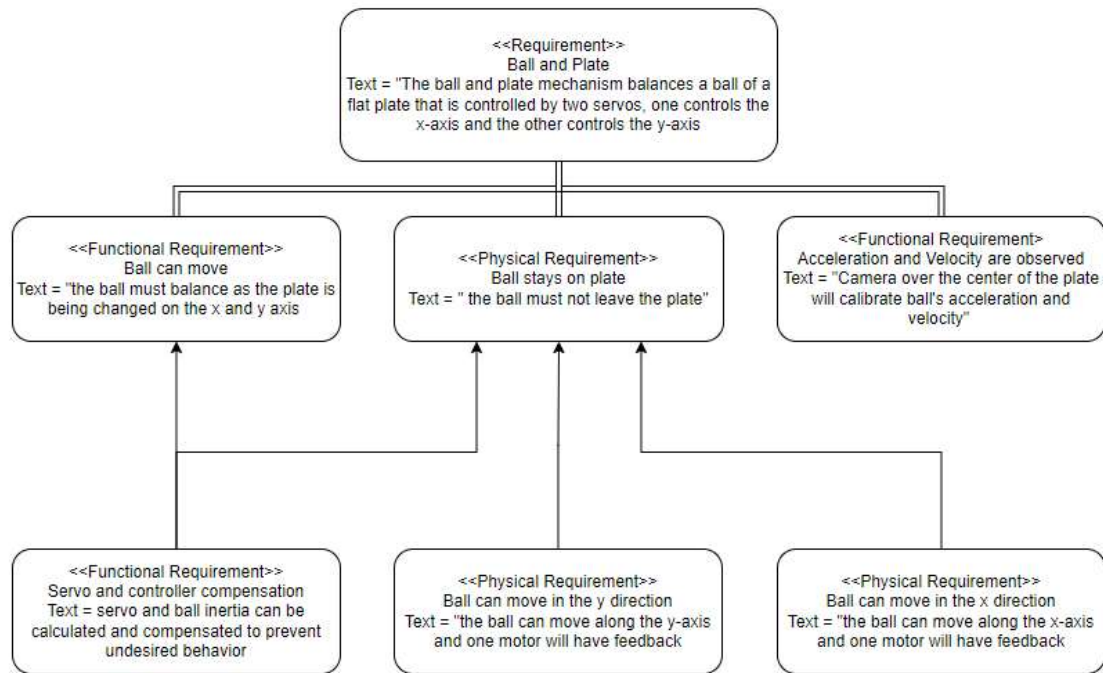 <<Requirement>>
Ball and Plate
Text = "The ball and plate mechanism balances a ball of a
flat plate that is controlled by two servos, one controls the
x-axis and the other controls the y-axis
<<Functional Requirement>>
Ball can move
Text = "the ball must balance as the plate is
being changed on the x and y axis
<<Physical Requirement>>
Ball stays on plate
Text = " the ball must not leave the plate"
<<Functional Requirement>
Acceleration and Velocity are observed
Text = "Camera over the center of the plate
will calibrate ball's acceleration and
velocity"
<<Functional Requirement>>
Servo and controller compensation
Text = servo and ball inertia can be
calculated and compensated to prevent
undesired behavior
<<Physical Requirement>>
Ball can move in the y direction
Text = "the ball can move along the y-axis
and one motor will have feedback
<<Physical Requirement>>
Ball can move in the x direction
Text = "the ball can move along the x-axis
and one motor will have feedback